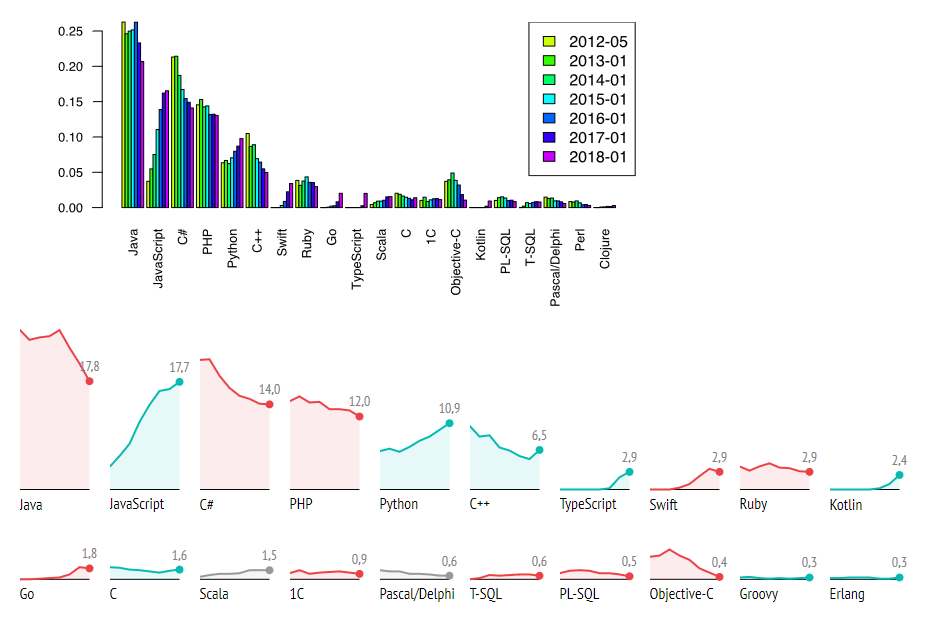 0.25
0.20
0.15
0.10
0.05
0.00
2012-05
2013-01
2014-01
2015-01
2016-01
2017-01
2018-01
Java
JavaScript
C#
PHP
Python
C++
Swift
Ruby
Go
TypeScript
Scala
C
1C
Objective-C
Kotlin
PL-SQL
T-SQL
Pascal/Delphi
Perl
Clojure
17,8
17,7
14,0
12,0
10,9
6,5
2,9
2,9
2,9
2,4
Java
JavaScript
C#
PHP
Python
C++
TypeScript
Swift
Ruby
Kotlin
1,8
1,6
1,5
0,9
0,6
0,6
0,5
0,4
0,3
0,3
Go
C
Scala
1C
Pascal/Delphi
T-SQL
PL-SQL
Objective-C
Groovy
Erlang